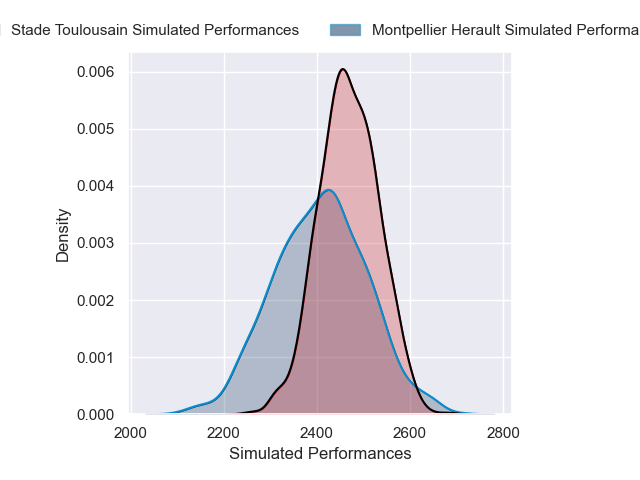 Stade Toulousain Simulated Performances
Montpellier Herault Simulated Performa
0.006
0.005
0.004
0.003
0.002
0.001
0.000
Density
2000 2200 2400 2600 2800
Simulated Performances